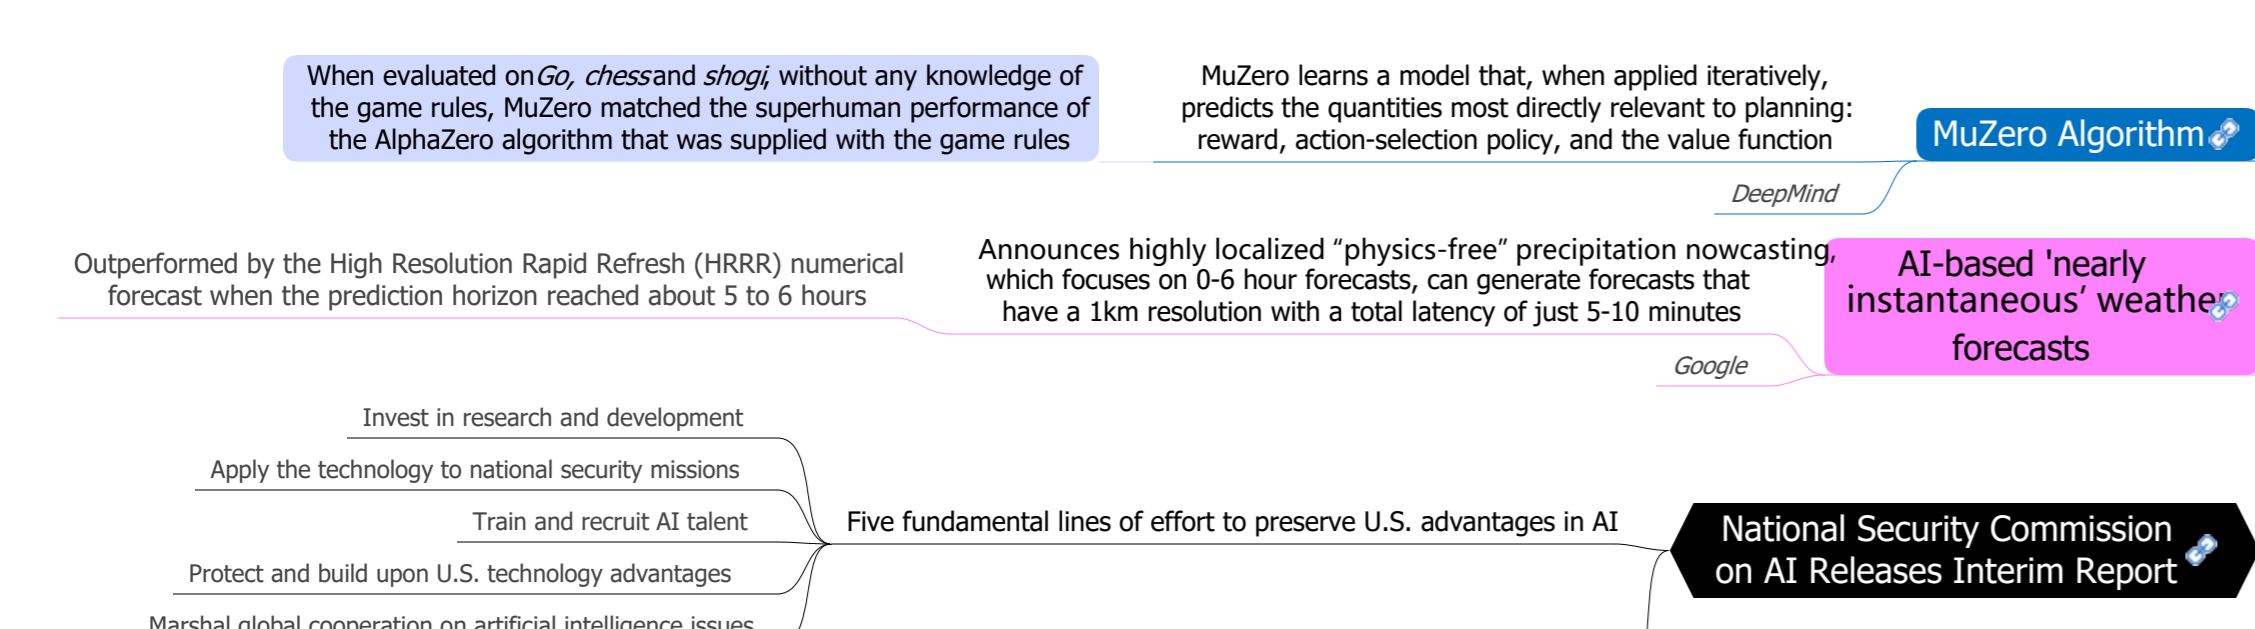 When evaluated on Go, chess and shogi, without any knowledge of
the game rules, MuZero matched the superhuman performance of
the AlphaZero algorithm that was supplied with the game rules
MuZero learns a model that, when applied iteratively,
predicts the quantities most directly relevant to planning:
reward, action-selection policy, and the value function
MuZero Algorithm
DeepMind
Outperformed by the High Resolution Rapid Refresh (HRRR) numerical
forecast when the prediction horizon reached about 5 to 6 hours
Announces highly localized “physics-free” precipitation nowcasting,
which focuses on 0-6 hour forecasts, can generate forecasts that
have a 1km resolution with a total latency of just 5-10 minutes
AI-based 'nearly
instantaneous’ weather
forecasts
Google
Invest in research and development
Apply the technology to national security missions
Train and recruit AI talent
Protect and build upon U.S. technology advantages
Marshal global cooperation on artificial intelligence issues
Five fundamental lines of effort to preserve U.S. advantages in AI
National Security Commission
on AI Releases Interim Report